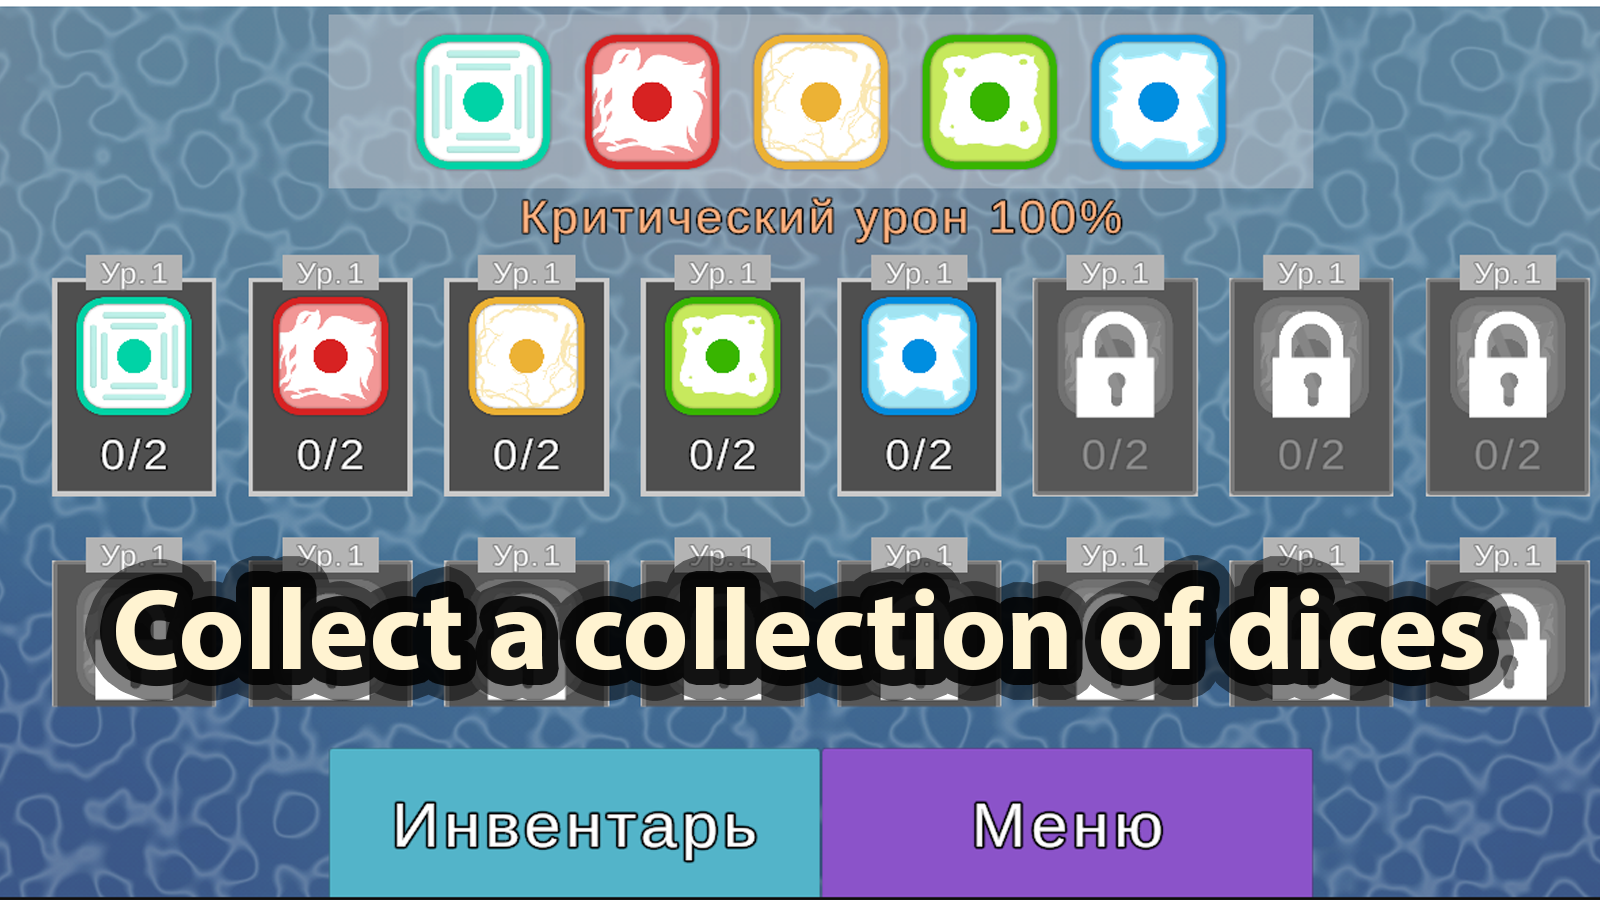 Критический урон 100%
Ур.1 Ур.1 Ур.1 Ур.1 Ур.1 Ур.1 Ур.1 Ур.1
0/2 0/2 0/2 0/2 0/2 0/2 0/2 0/2
Ур.1 Ур.1 Ур.1 Ур.1 Ур.1 Ур.1 Ур.1 Ур.1
Collect a collection of dices
Инвентарь Меню